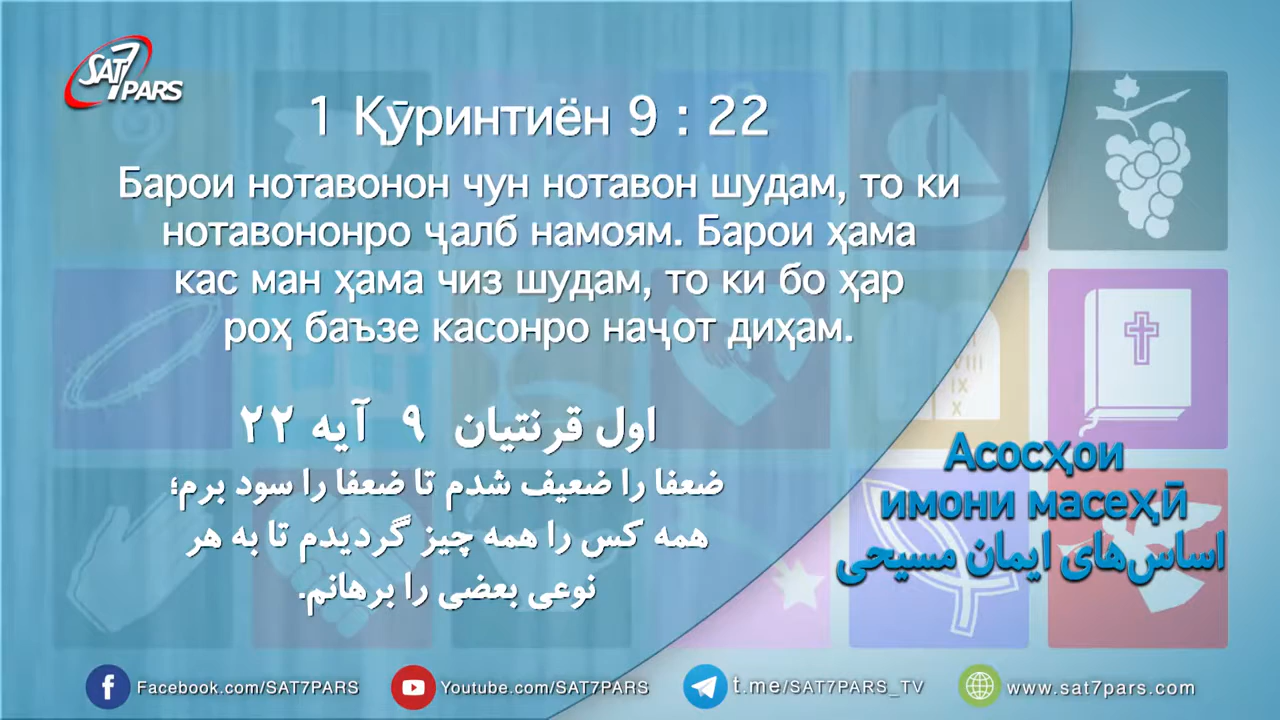 SAT7PARS
1 Қӯринтиён 9 : 22
Барои нотавонон чун нотавон шудам, то ки
нотавононро ҷалб намоям. Барои ҳама
кас ман ҳама чиз шудам, то ки бо ҳар
роҳ баъзе касонро наҷот диҳам.
اول قرنتیان ۹ آیه ۲۲
ضعفا را ضعیف شدم تا ضعفا را سود برم؛
همه کس را همه چیز گردیدم تا به هر
نوعی بعضی را برهانم.
VIII
IX
X
Асосҳои
имони масеҳӣ
اساس‌های ایمان مسیحی
Facebook.com/SAT7PARS
Youtube.com/SAT7PARS
t.me/SAT7PARS_TV
www.sat7pars.com